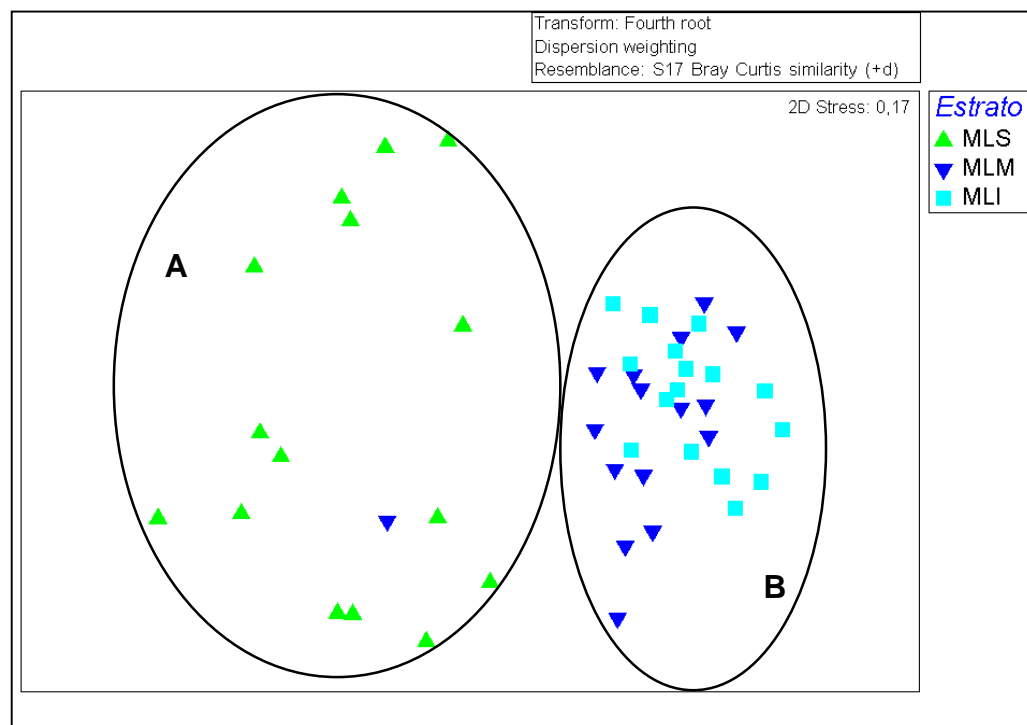 Transform: Fourth root
Dispersion weighting
Resemblance: S17 Bray Curtis similarity (+d)
2D Stress: 0,17
Estrato
MLS
MLM
MLI
A
B